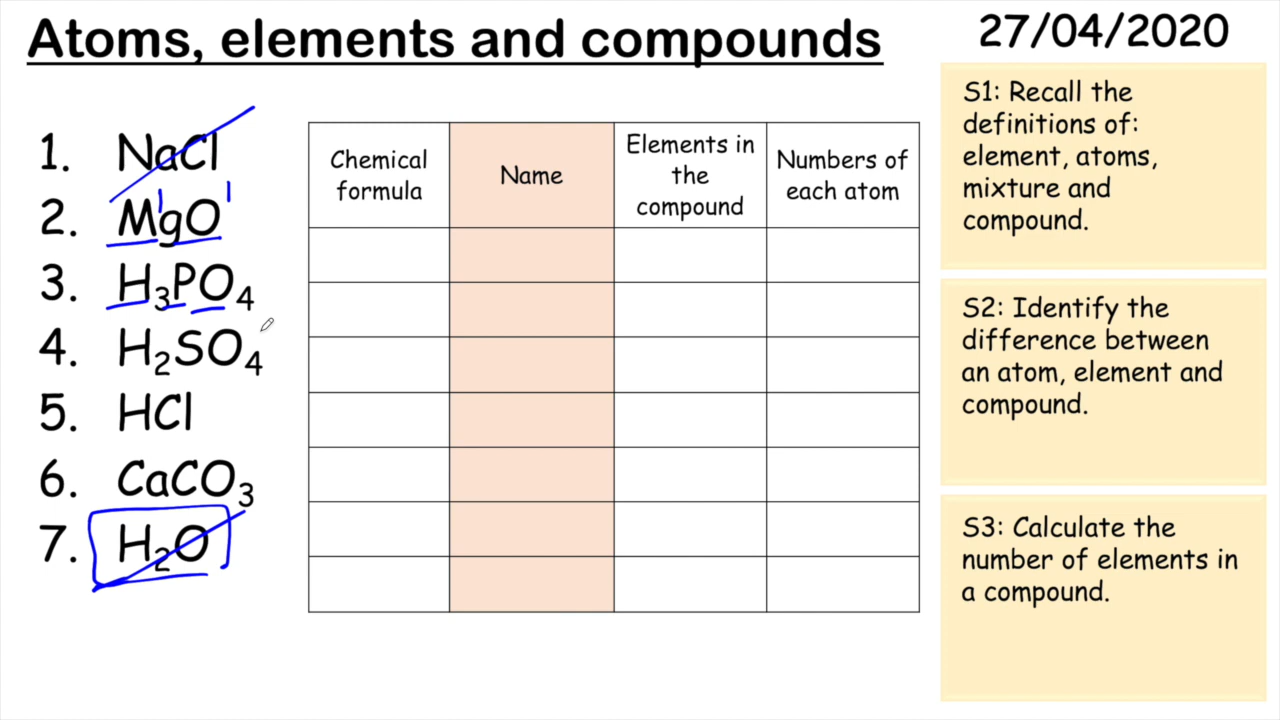 Atoms, elements and compounds
27/04/2020
1. NaCl
2. MgO
3. H₃PO₄
4. H₂SO₄
5. HCl
6. CaCO₃
7. H₂O
Chemical
formula
Name
Elements in
the
compound
Numbers of
each atom
S1: Recall the
definitions of:
element, atoms,
mixture and
compound.
S2: Identify the
difference between
an atom, element and
compound.
S3: Calculate the
number of elements in
a compound.